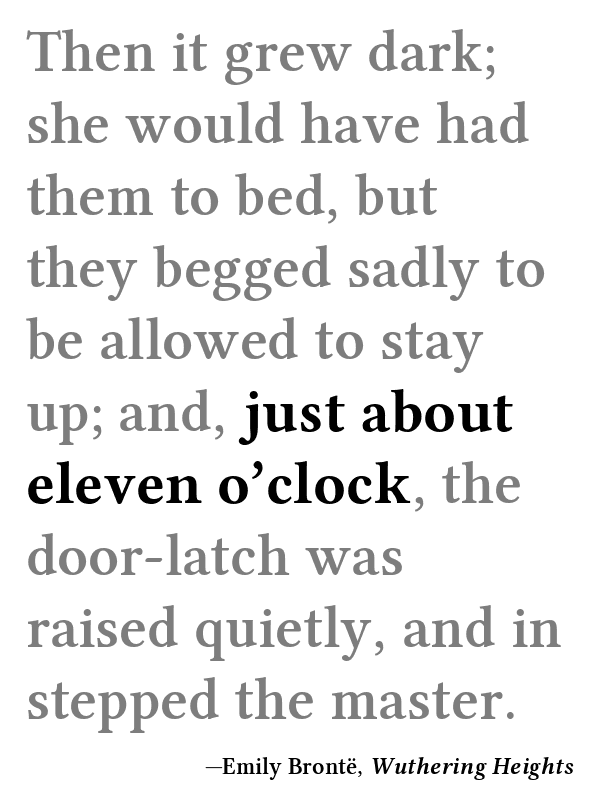 Then it grew dark;
she would have had
them to bed, but
they begged sadly to
be allowed to stay
up; and, just about
eleven o’clock, the
door-latch was
raised quietly, and in
stepped the master.
—Emily Brontë, Wuthering Heights